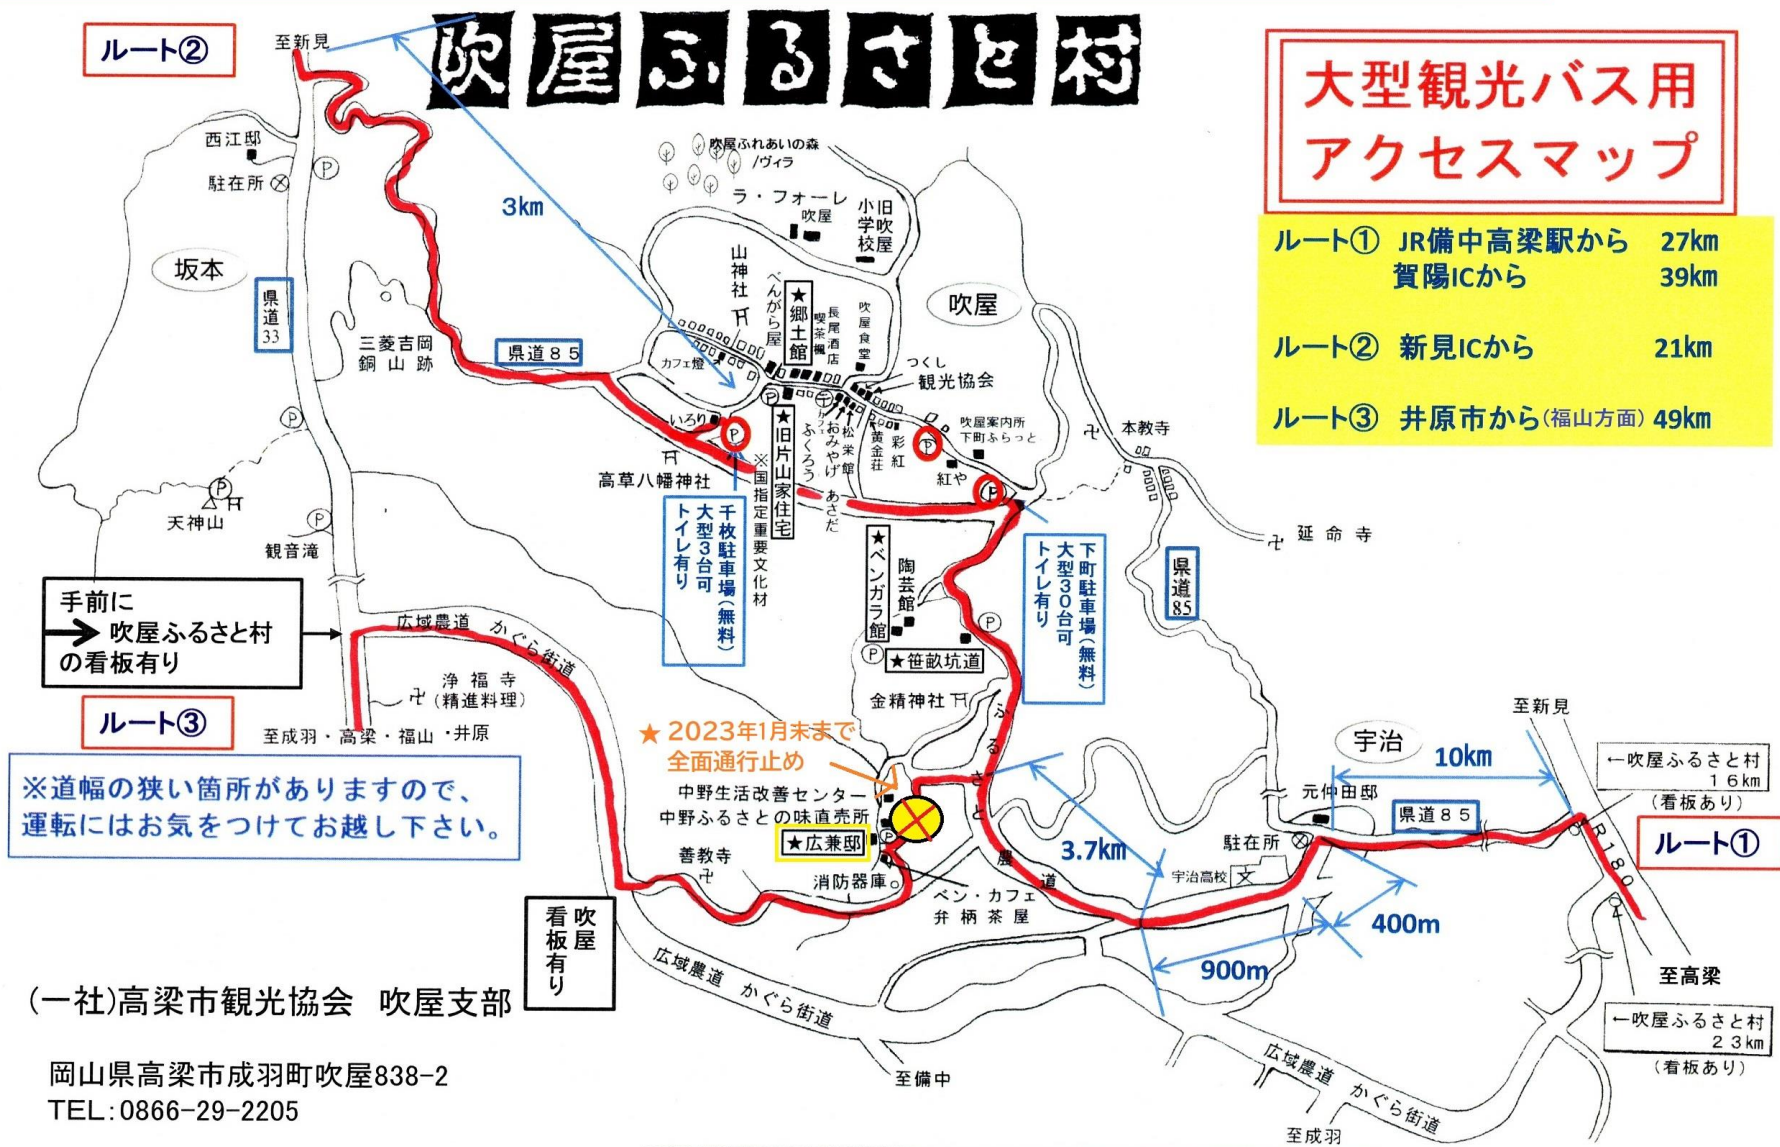 吹屋ふるさと村
大型観光バス用
アクセスマップ
ルート① JR備中高梁駅から 27km
賀陽ICから 39km
ルート② 新見ICから 21km
ルート③ 井原市から(福山方面) 49km
ルート②
至新見
西江邸
駐在所
P
坂本
県道33
三菱吉岡
銅山跡
県道85
3km
吹屋ふれあいの森
/ヴィラ
ラ・フォーレ
吹屋
旧吹屋
小学校
山神社
べんがら屋
★郷土館
喫茶楓
長尾酒店
吹屋食堂
吹屋
つくし
観光協会
カフェ燈
いろり
P
P
★旧片山家住宅
※国指定重要文化材
カフェ
ふくろう
おみやげ あさだ
松栄館
黄金荘
彩紅
P
吹屋案内所
下町ふらっと
紅や
P
本教寺
延命寺
高草八幡神社
千枚駐車場(無料)
大型3台可
トイレ有り
下町駐車場(無料)
大型30台可
トイレ有り
県道85
P
天神山
P
観音滝
P
手前に
吹屋ふるさと村
の看板有り
広域農道 かぐら街道
浄福寺
(精進料理)
ルート③
至成羽・高梁・福山・井原
★ベンガラ館
陶芸館
P
P
★笹畝坑道
金精神社
★ 2023年1月末まで
全面通行止め
中野生活改善センター
中野ふるさとの味直売所
P
★広兼邸
善教寺
消防器庫
ベン・カフェ
弁柄茶屋
ふるさと農道
3.7km
宇治
至新見
10km
←吹屋ふるさと村
16km
(看板あり)
元仲田邸
県道85
駐在所
宇治高校
文
R180
ルート①
400m
900m
至高梁
←吹屋ふるさと村
23km
(看板あり)
※道幅の狭い箇所がありますので、
運転にはお気をつけてお越し下さい。
吹屋
看板有り
広域農道 かぐら街道
至備中
広域農道 かぐら街道
至成羽
(一社)高梁市観光協会 吹屋支部
岡山県高梁市成羽町吹屋838-2
TEL:0866-29-2205